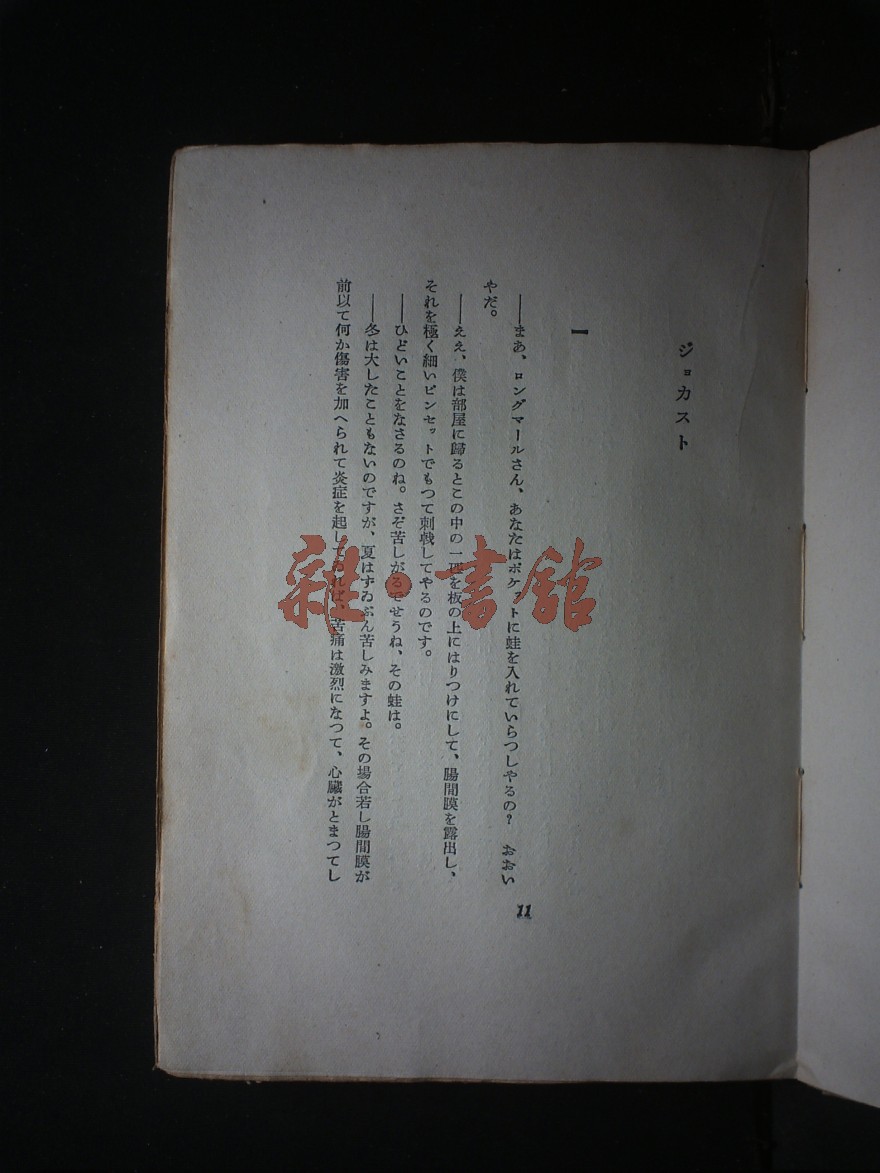 ジョカスト
一
――まあ、ロングマールさん、あなたはポケットに蛙を入れていらつしやるの？　おおい
やだ。
――ええ、僕は部屋に歸るとこの中の一匹を板の上にはりつけにして、腸間膜を露出し、
それを極く細いピンセットでもつて刺戟してやるのです。
――ひどいことをなさるのね。さぞ苦しがるでせうね、その蛙は。
――冬は大したこともないのですが、夏はずゐぶん苦しみますよ。その場合若し腸間膜が
前以て何か傷害を加へられて炎症を起してゐれば、苦痛は激烈になつて、心臟がとまつてし
11
雜·書館